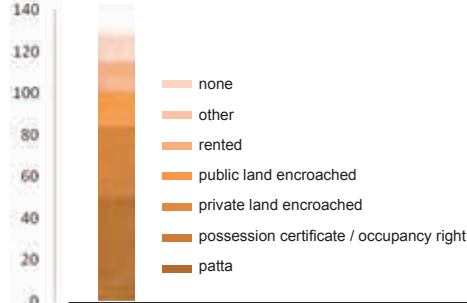 140
120
100
80
60
40
20
0
none
other
rented
public land encroached
private land encroached
possession certificate / occupancy right
patta